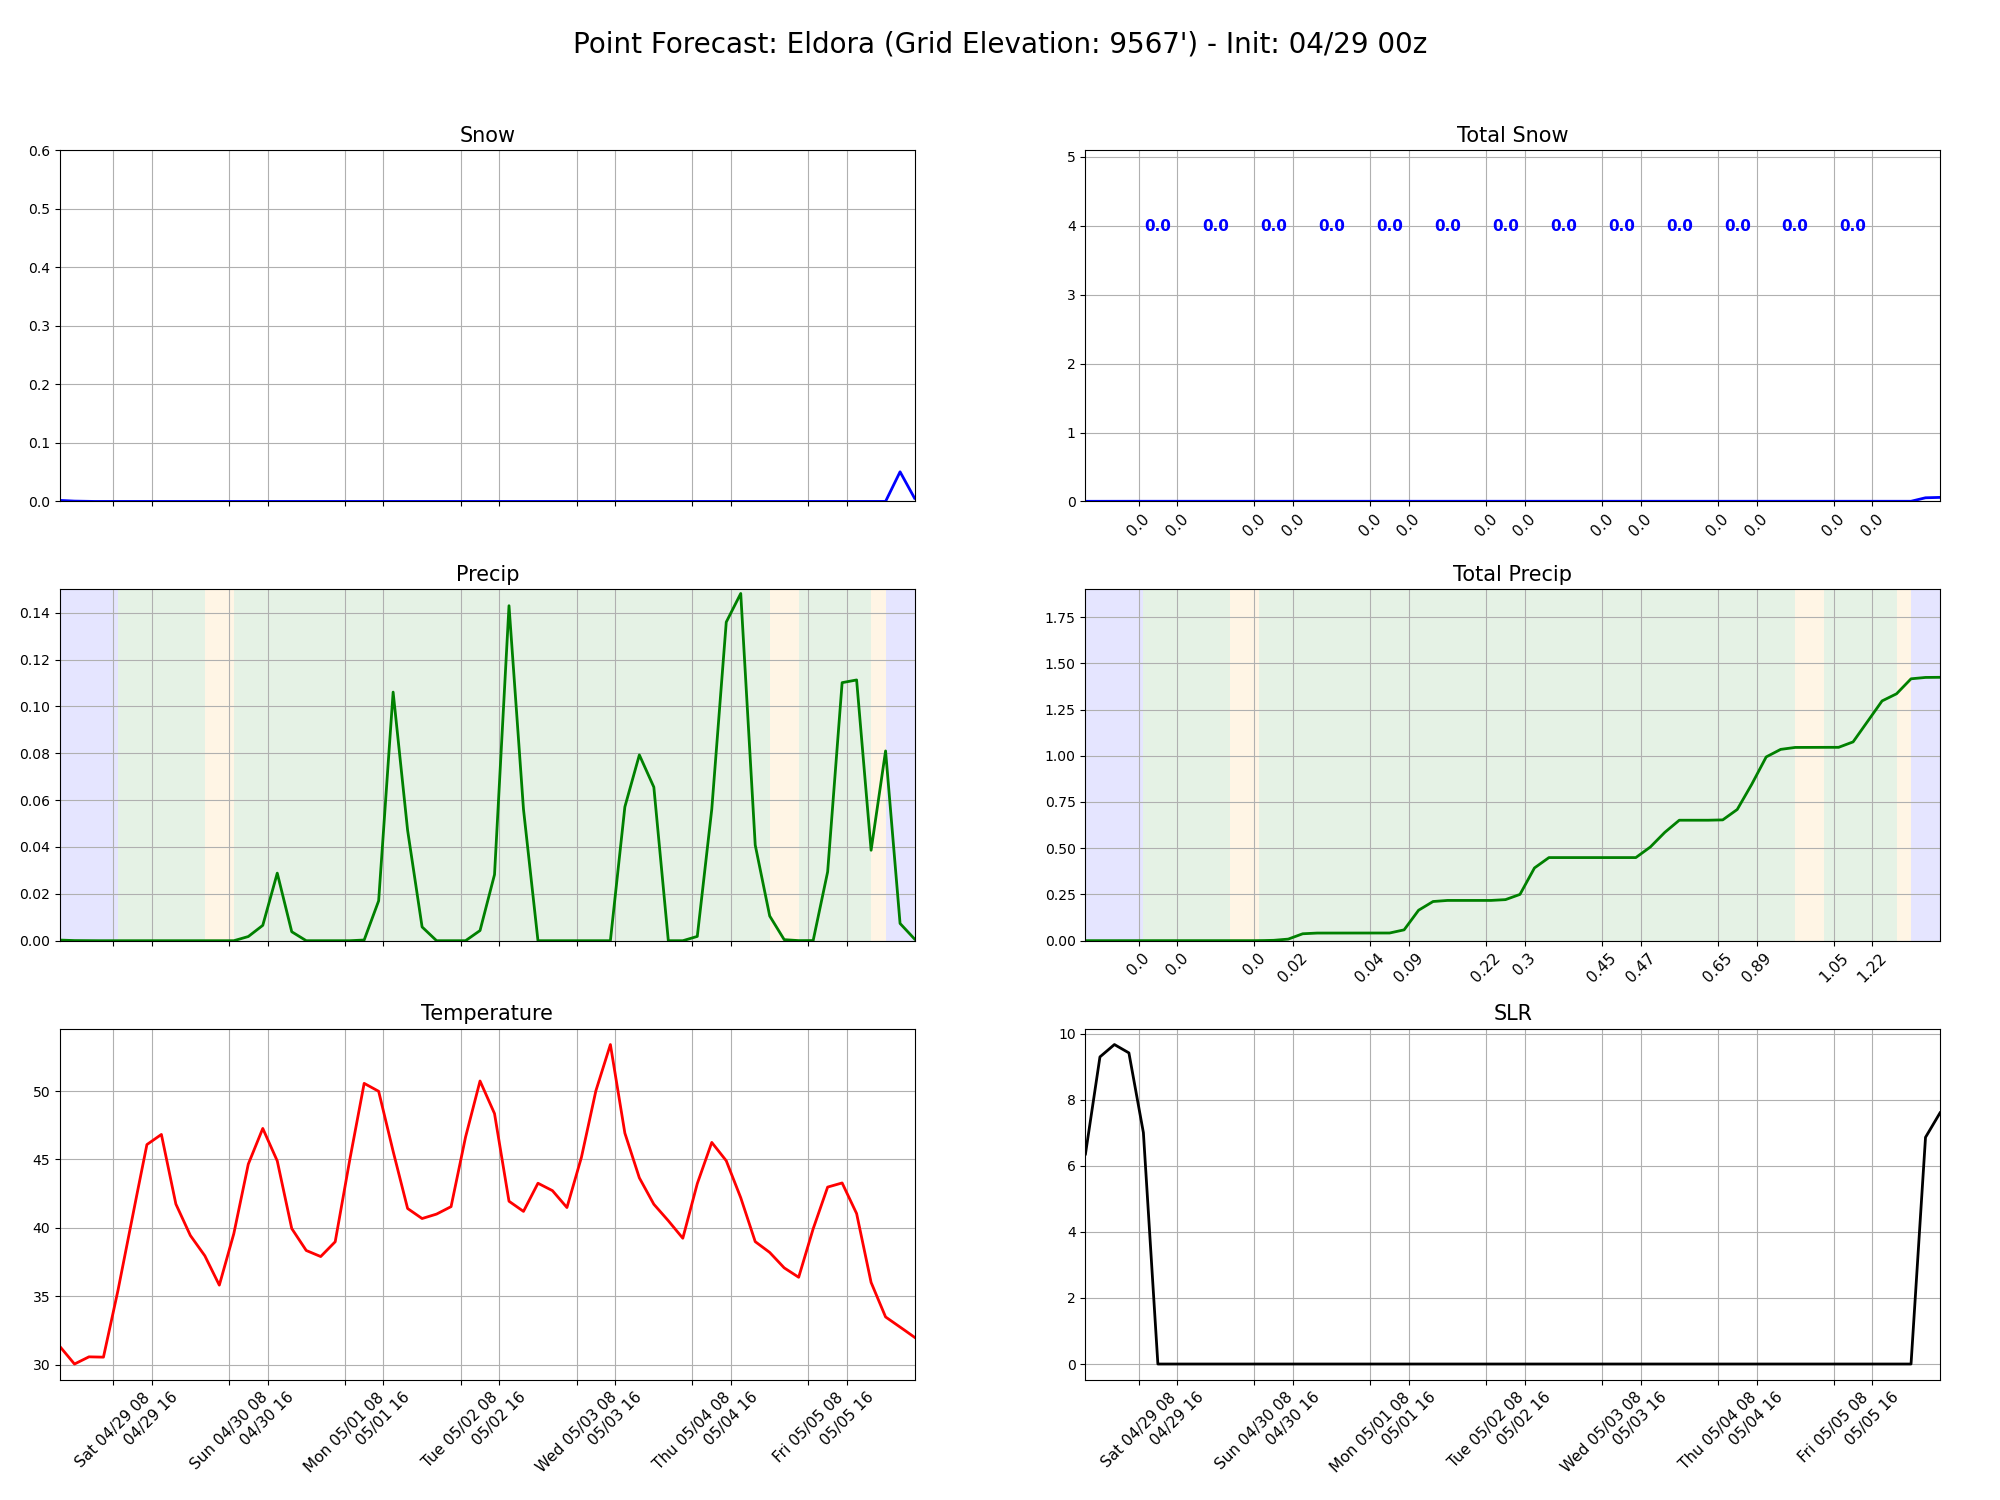 Point Forecast: Eldora (Grid Elevation: 9567') - Init: 04/29 00z
Snow
0.6
0.5
0.4
0.3
0.2
0.1
0.0
Total Snow
5
4
3
2
1
0
0.0 0.0 0.0 0.0 0.0 0.0 0.0 0.0 0.0 0.0 0.0 0.0 0.0
0.0 0.0 0.0 0.0 0.0 0.0 0.0 0.0 0.0 0.0 0.0 0.0 0.0 0.0
Precip
0.14
0.12
0.10
0.08
0.06
0.04
0.02
0.00
Total Precip
1.75
1.50
1.25
1.00
0.75
0.50
0.25
0.00
0.0 0.0 0.0 0.02 0.04 0.09 0.22 0.3 0.45 0.47 0.65 0.89 1.05 1.22
Temperature
50
45
40
35
30
Sat 04/29 08
04/29 16
Sun 04/30 08
04/30 16
Mon 05/01 08
05/01 16
Tue 05/02 08
05/02 16
Wed 05/03 08
05/03 16
Thu 05/04 08
05/04 16
Fri 05/05 08
05/05 16
SLR
10
8
6
4
2
0
Sat 04/29 08
04/29 16
Sun 04/30 08
04/30 16
Mon 05/01 08
05/01 16
Tue 05/02 08
05/02 16
Wed 05/03 08
05/03 16
Thu 05/04 08
05/04 16
Fri 05/05 08
05/05 16